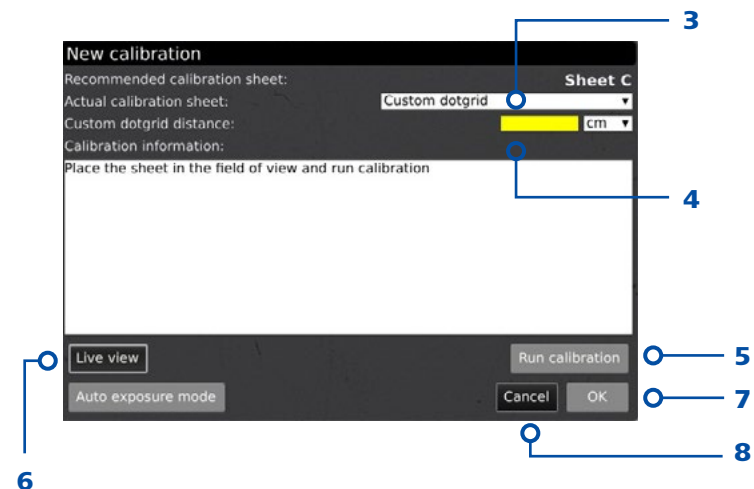 3
New calibration
Recommended calibration sheet: Sheet C
Actual calibration sheet: Custom dotgrid
Custom dotgrid distance: cm
Calibration information:
Place the sheet in the field of view and run calibration
4
Live view Run calibration 5
Auto exposure mode Cancel OK 7
8
6